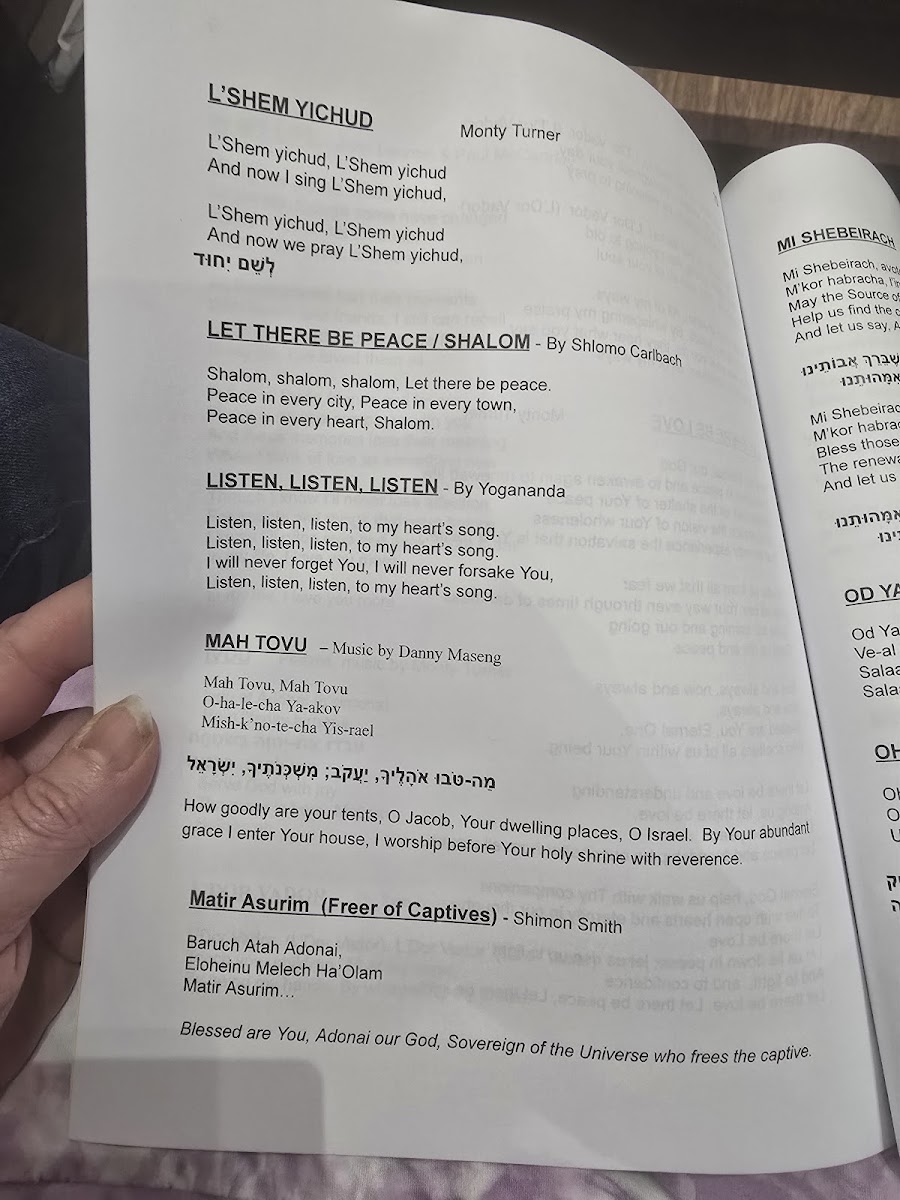 L'SHEM YICHUD Monty Turner
L'Shem yichud, L'Shem yichud
And now I sing L'Shem yichud,
L'Shem yichud, L'Shem yichud
And now we pray L'Shem yichud,
לְשֵׁם יִחוּד
LET THERE BE PEACE / SHALOM - By Shlomo Carlbach
Shalom, shalom, shalom, Let there be peace.
Peace in every city, Peace in every town,
Peace in every heart, Shalom.
LISTEN, LISTEN, LISTEN - By Yogananda
Listen, listen, listen, to my heart's song.
Listen, listen, listen, to my heart's song.
I will never forget You, I will never forsake You,
Listen, listen, listen, to my heart's song.
MAH TOVU – Music by Danny Maseng
Mah Tovu, Mah Tovu
O-ha-le-cha Ya-akov
Mish-k'no-te-cha Yis-rael
מַה-טֹּבוּ אֹהָלֶיךָ, יַעֲקֹב; מִשְׁכְּנֹתֶיךָ, יִשְׂרָאֵל
How goodly are your tents, O Jacob, Your dwelling places, O Israel. By Your abundant
grace I enter Your house, I worship before Your holy shrine with reverence.
Matir Asurim (Freer of Captives) - Shimon Smith
Baruch Atah Adonai,
Eloheinu Melech Ha'Olam
Matir Asurim…
Blessed are You, Adonai our God, Sovereign of the Universe who frees the captive.
MI SHEBEIRACH
Mi Shebeirach,
M'kor habracha,
May the Source
Help us find the
And let us say,
אֲבוֹתֵינוּ
Mi
M'kor
Bless those
The
And let us
OD
Od
Ve-al